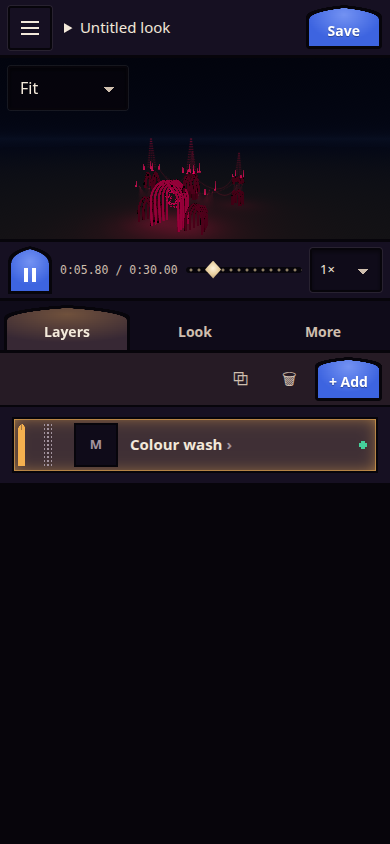 Untitled look
Save
Fit
0:05.80 / 0:30.00
1×
Layers
Look
More
+ Add
M
Colour wash ›